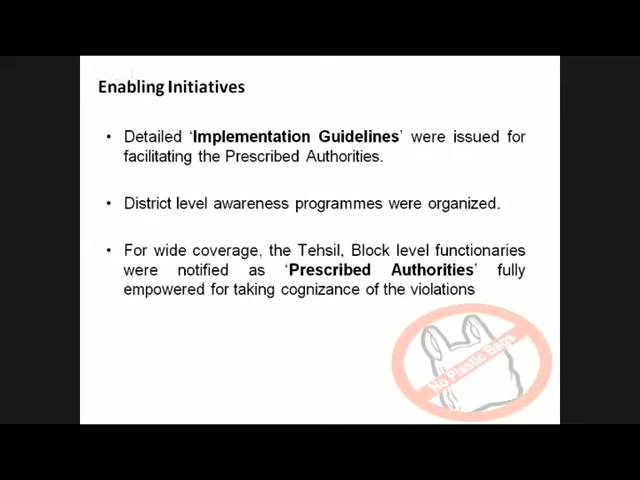 Enabling Initiatives
• Detailed ‘Implementation Guidelines’ were issued for
facilitating the Prescribed Authorities.
• District level awareness programmes were organized.
• For wide coverage, the Tehsil, Block level functionaries
were notified as ‘Prescribed Authorities’ fully
empowered for taking cognizance of the violations
No Plastic Bags